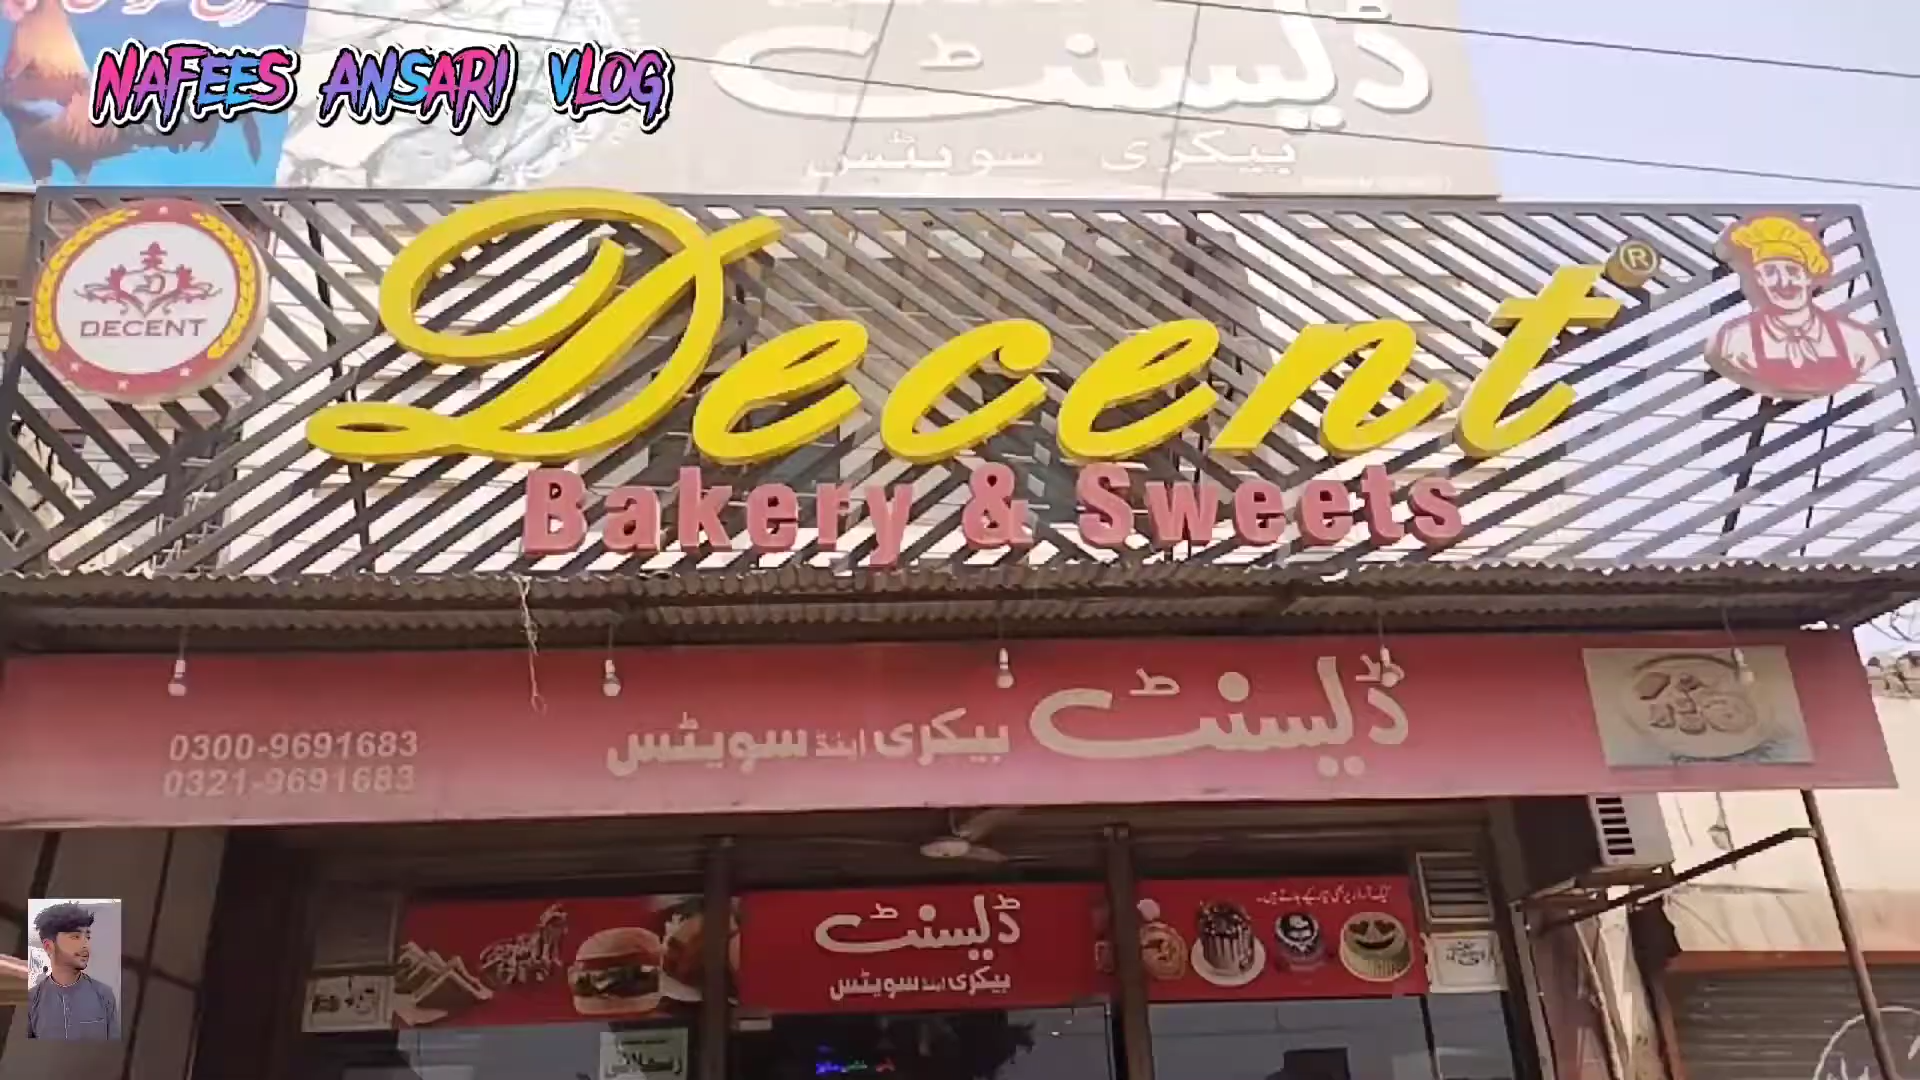 NAFEES ANSARI VLOG
ڈیسنٹ
بیکری سویٹس
DECENT
Decent®
Bakery & Sweets
ڈیسنٹ بیکری اینڈ سویٹس
0300-9691683
0321-9691683
ڈیسنٹ
بیکری اینڈ سویٹس